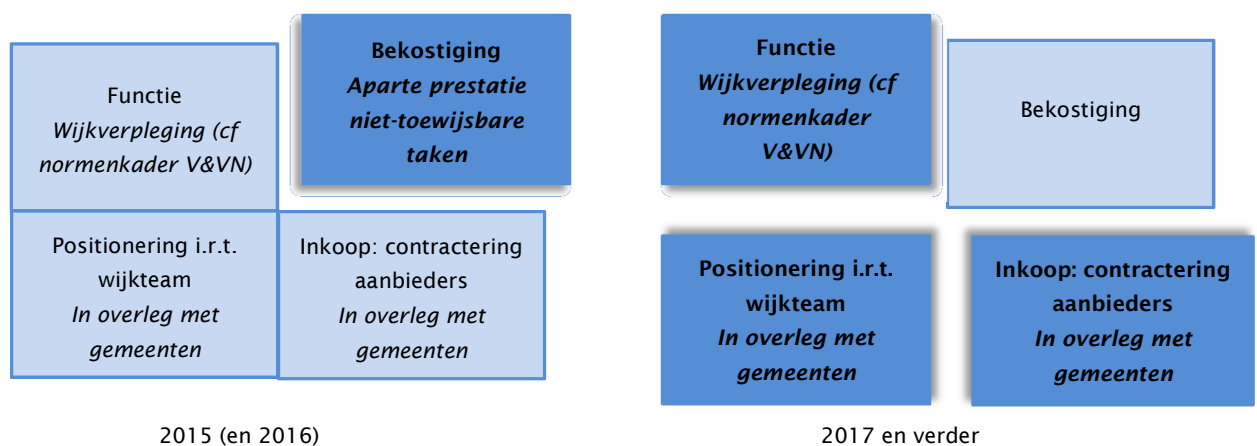 Functie
Wijkverpleging (cf
normenkader V&VN)
Bekostiging
Aparte prestatie
niet-toewijsbare
taken
Positionering i.r.t.
wijkteam
In overleg met
gemeenten
Inkoop: contractering
aanbieders
In overleg met
gemeenten
2015 (en 2016)
Functie
Wijkverpleging (cf
normenkader
V&VN)
Bekostiging
Positionering i.r.t.
wijkteam
In overleg met
gemeenten
Inkoop: contractering
aanbieders
In overleg met
gemeenten
2017 en verder